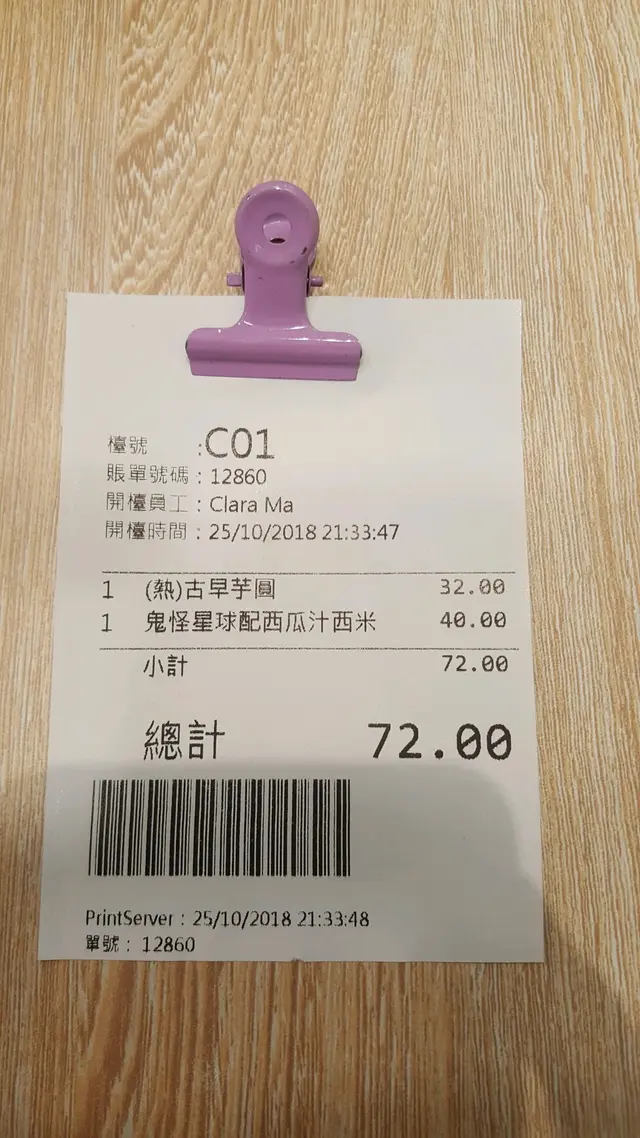 檯號 :C01
賬單號碼 : 12860
開檯員工 : Clara Ma
開檯時間 : 25/10/2018 21:33:47
1 (熱)古早芋圓 32.00
1 鬼怪星球配西瓜汁西米 40.00
小計 72.00
總計 72.00
PrintServer : 25/10/2018 21:33:48
單號 : 12860